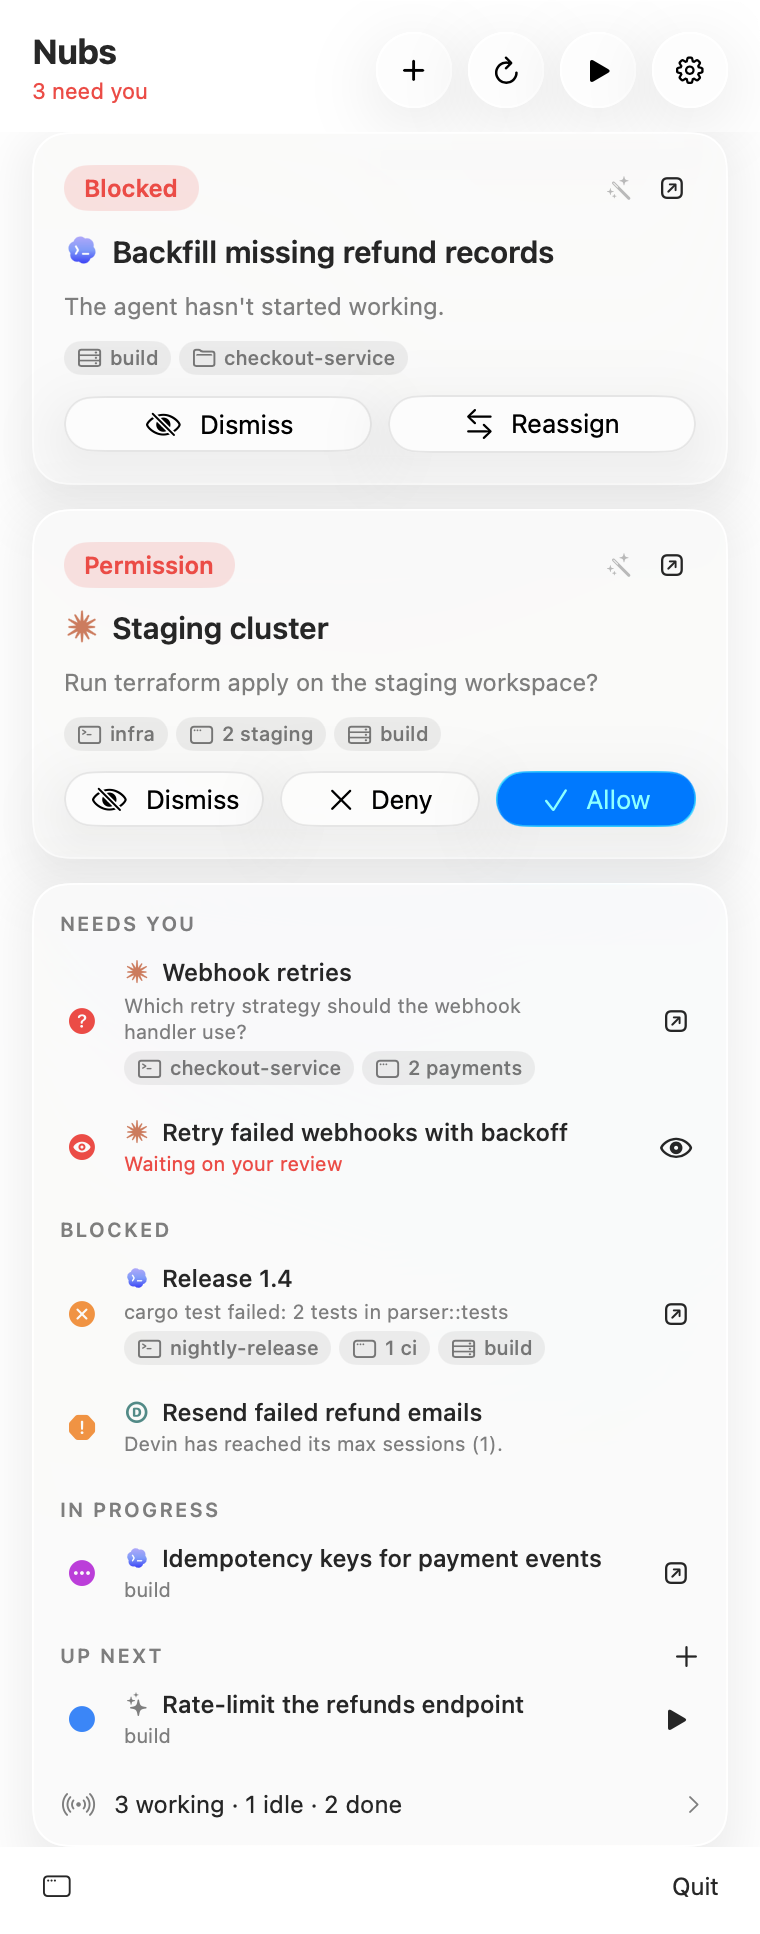 Nubs
3 need you
Blocked
Backfill missing refund records
The agent hasn't started working.
build checkout-service
Dismiss Reassign
Permission
Staging cluster
Run terraform apply on the staging workspace?
infra 2 staging build
Dismiss Deny Allow
NEEDS YOU
Webhook retries
Which retry strategy should the webhook
handler use?
checkout-service 2 payments
Retry failed webhooks with backoff
Waiting on your review
BLOCKED
Release 1.4
cargo test failed: 2 tests in parser::tests
nightly-release 1 ci build
Resend failed refund emails
Devin has reached its max sessions (1).
IN PROGRESS
Idempotency keys for payment events
build
UP NEXT
Rate-limit the refunds endpoint
build
3 working · 1 idle · 2 done
Quit